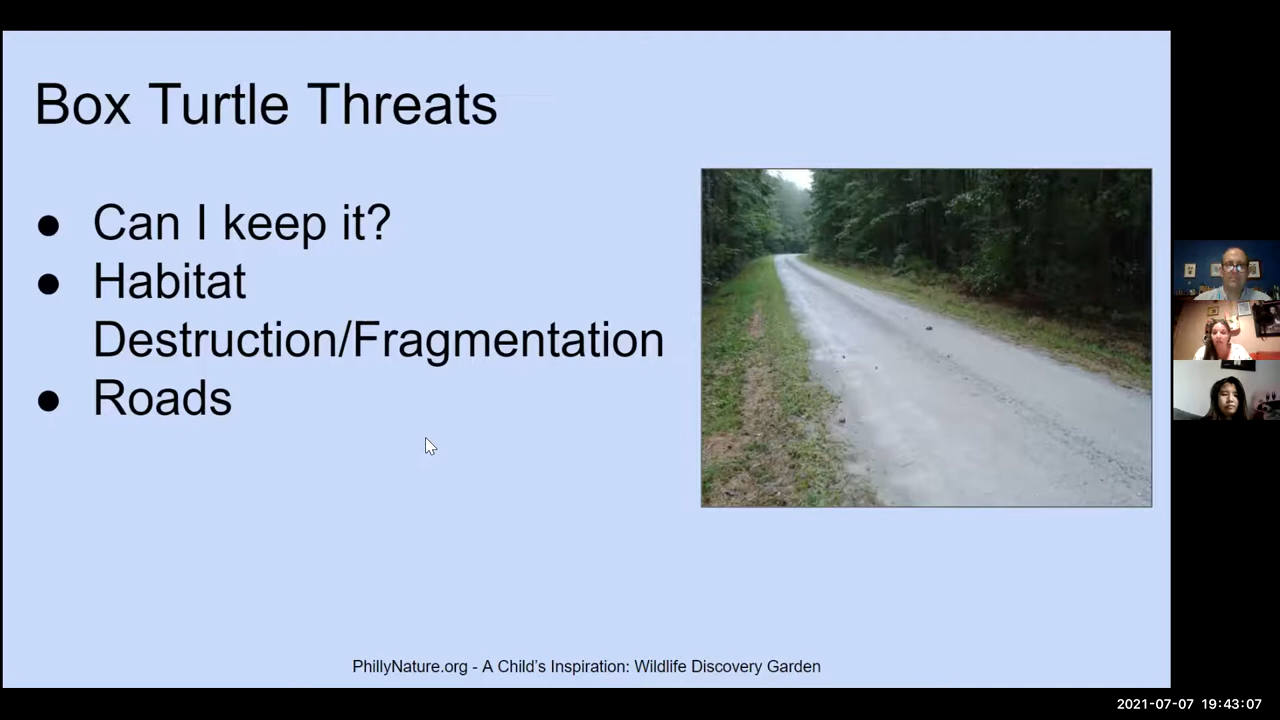 Box Turtle Threats
● Can I keep it?
● Habitat
Destruction/Fragmentation
● Roads
PhillyNature.org - A Child's Inspiration: Wildlife Discovery Garden
2021-07-07 19:43:07